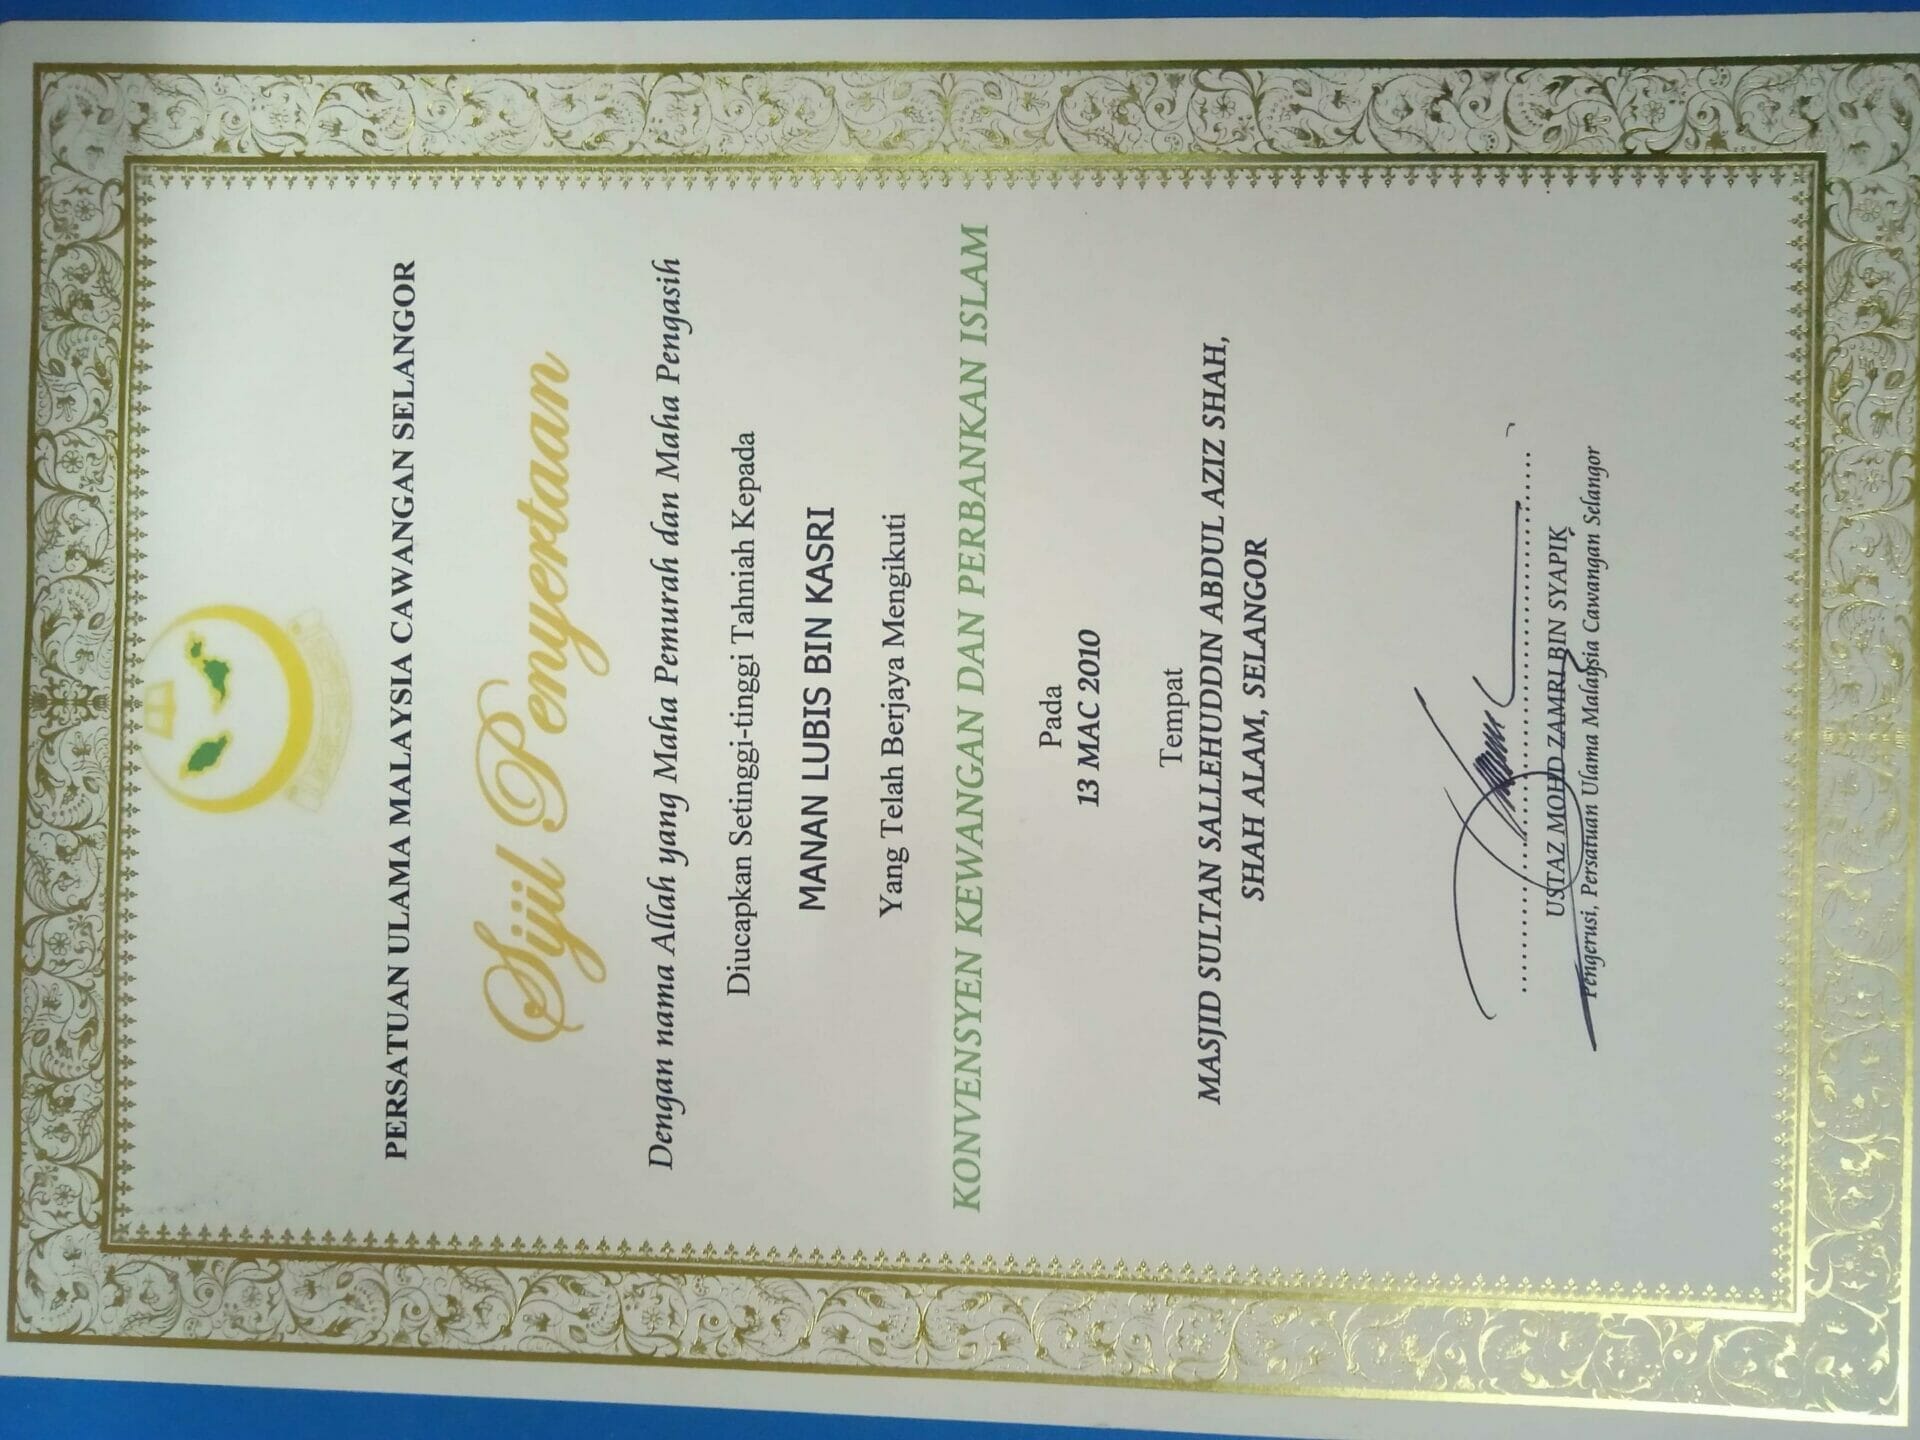 PERSATUAN ULAMA MALAYSIA CAWANGAN SELANGOR
Sijil Penyertaan
Dengan nama Allah yang Maha Pemurah dan Maha Pengasih
Diucapkan Setinggi-tinggi Tahniah Kepada
MANAN LUBIS BIN KASRI
Yang Telah Berjaya Mengikuti
KONVENSYEN KEWANGAN DAN PERBANKAN ISLAM
Pada
13 MAC 2010
Tempat
MASJID SULTAN SALLEHUDDIN ABDUL AZIZ SHAH,
SHAH ALAM, SELANGOR
USTAZ MOHD ZAMRI BIN SYAPIK
Pengerusi, Persatuan Ulama Malaysia Cawangan Selangor